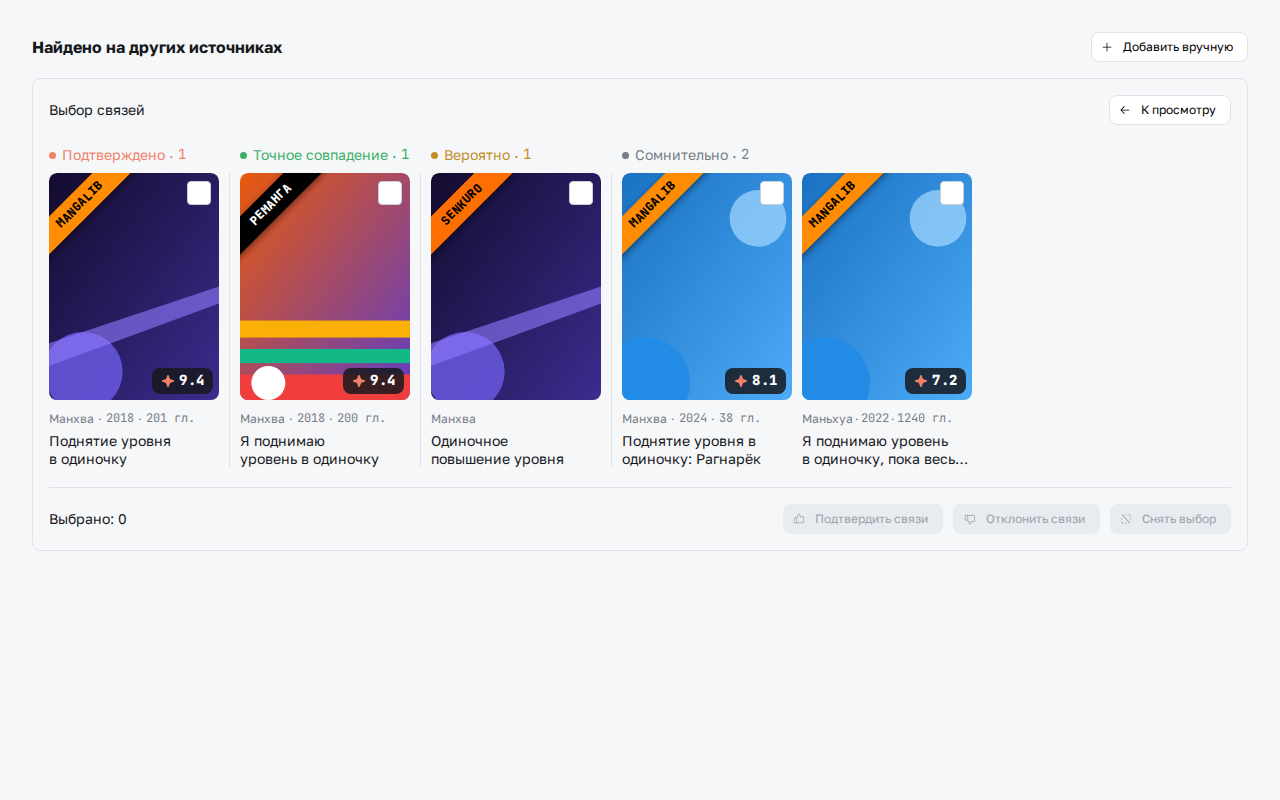 Найдено на других источниках
Добавить вручную
Выбор связей
К просмотру
Подтверждено · 1
Точное совпадение · 1
Вероятно · 1
Сомнительно · 2
MANGALIB
РЕМАНГА
SENKURO
MANGALIB
MANGALIB
9.4
9.4
8.1
7.2
Манхва · 2018 · 201 гл.
Поднятие уровня
в одиночку
Манхва · 2018 · 200 гл.
Я поднимаю
уровень в одиночку
Манхва
Одиночное
повышение уровня
Манхва · 2024 · 38 гл.
Поднятие уровня в
одиночку: Рагнарёк
Маньхуа · 2022 · 1240 гл.
Я поднимаю уровень
в одиночку, пока весь…
Выбрано: 0
Подтвердить связи
Отклонить связи
Снять выбор